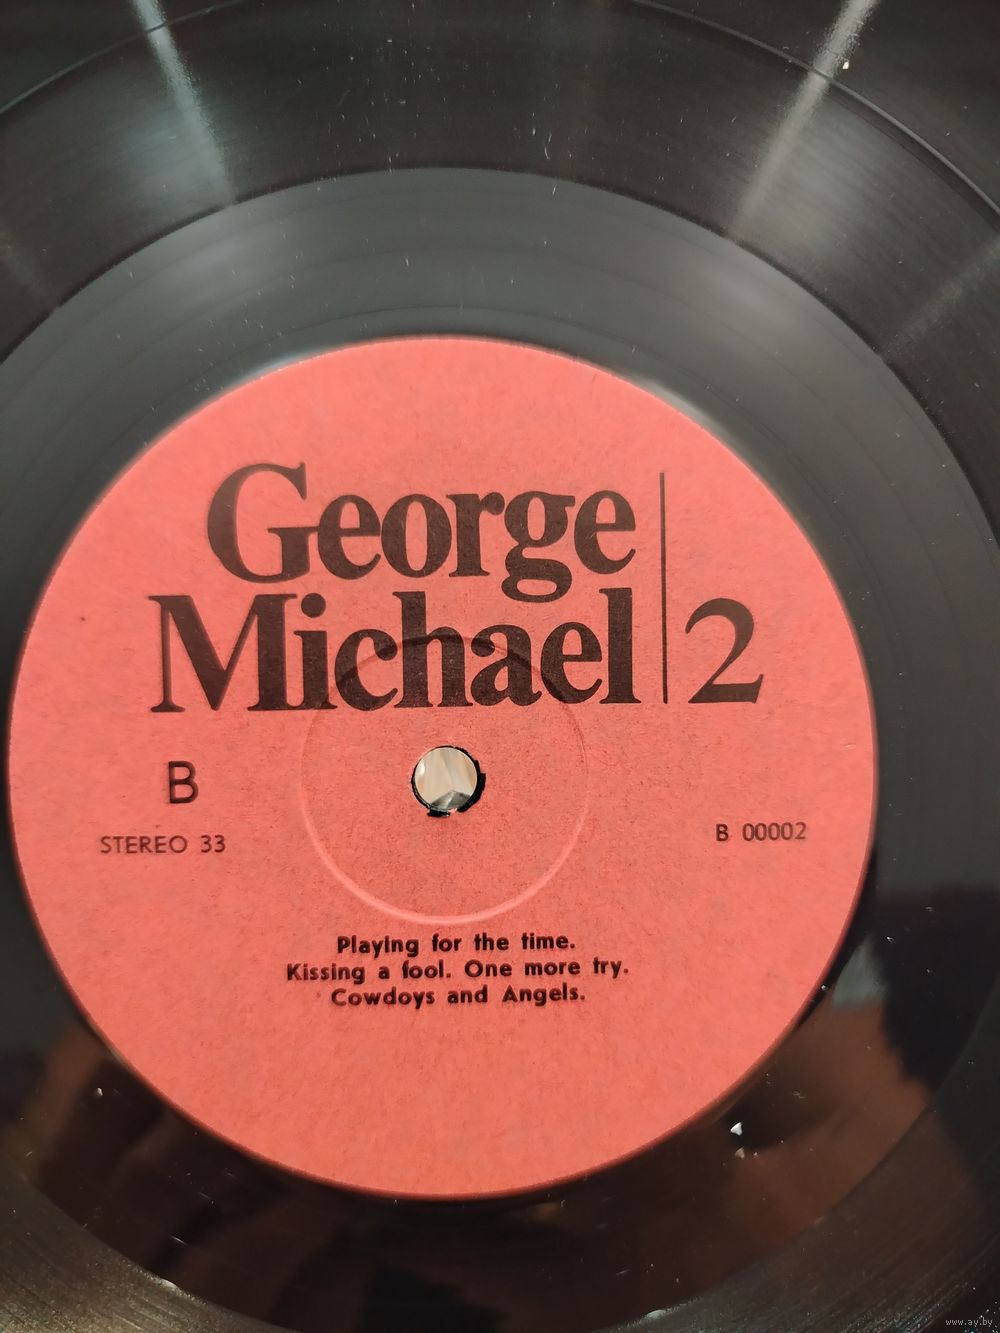 George
Michael | 2
B
STEREO 33
B 00002
Playing for the time.
Kissing a fool. One more try.
Cowdoys and Angels.
www.ay.by